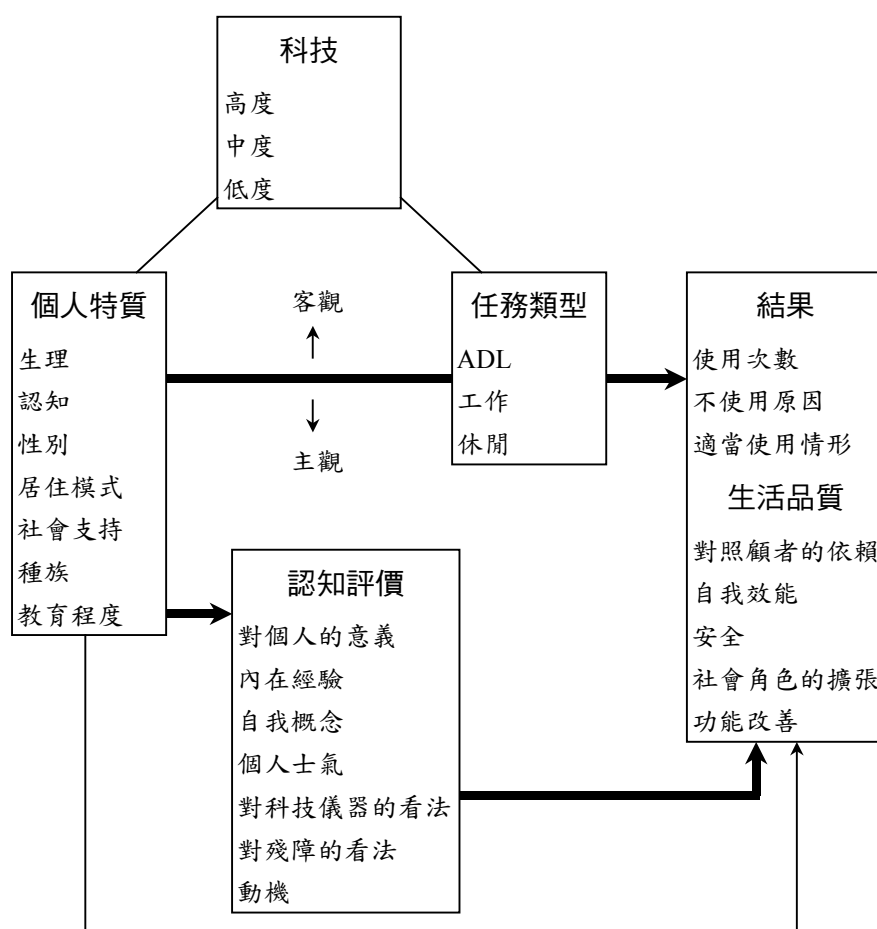 科技
高度
中度
低度
個人特質
生理
認知
性別
居住模式
社會支持
種族
教育程度
客觀
主觀
任務類型
ADL
工作
休閒
結果
使用次數
不使用原因
適當使用情形
生活品質
對照顧者的依賴
自我效能
安全
社會角色的擴張
功能改善
認知評價
對個人的意義
內在經驗
自我概念
個人士氣
對科技儀器的看法
對殘障的看法
動機